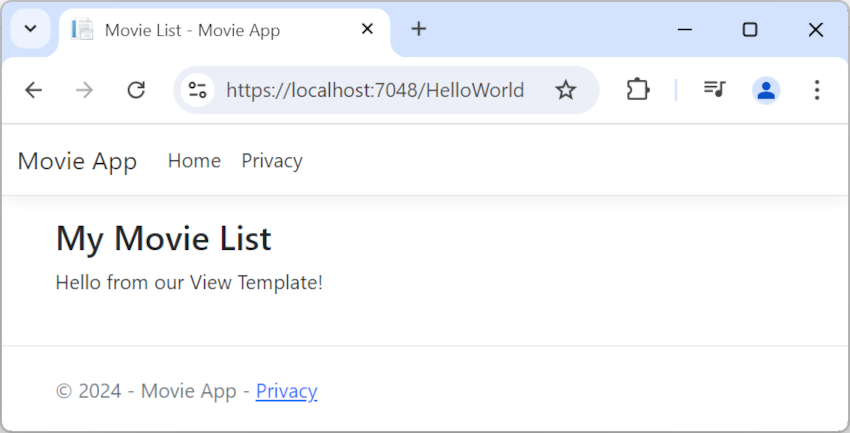 Movie List - Movie App
https://localhost:7048/HelloWorld
Movie App Home Privacy
My Movie List
Hello from our View Template!
© 2024 - Movie App - Privacy